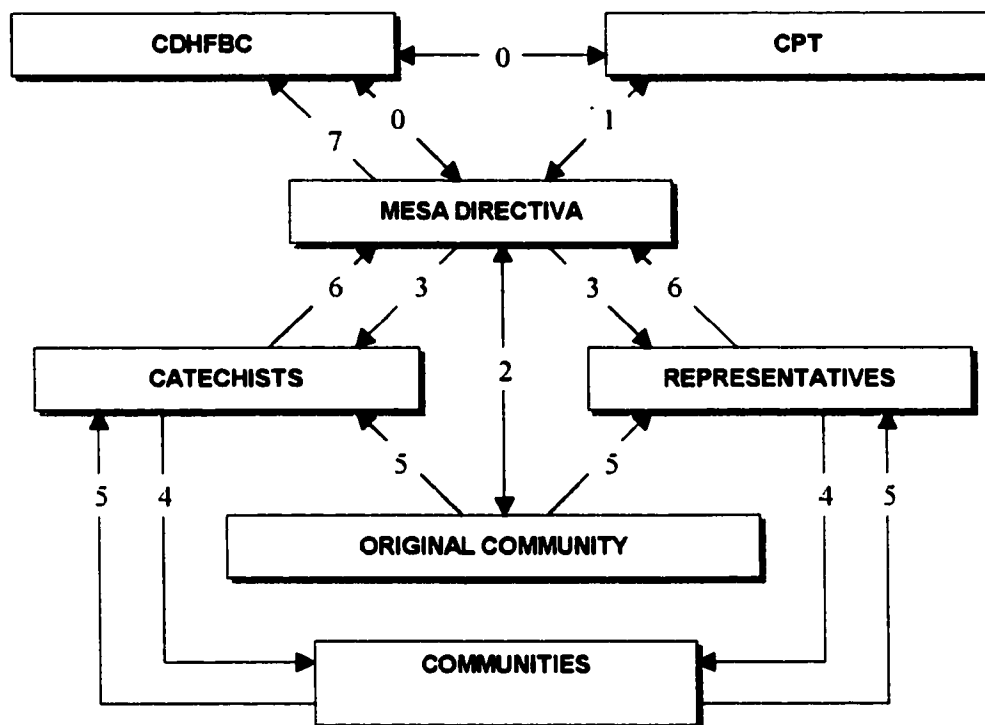 CDHFBC 0 CPT
7 0 1
MESA DIRECTIVA
6 3 3 6
2
CATECHISTS REPRESENTATIVES
5 5
5 4 4 5
ORIGINAL COMMUNITY
COMMUNITIES